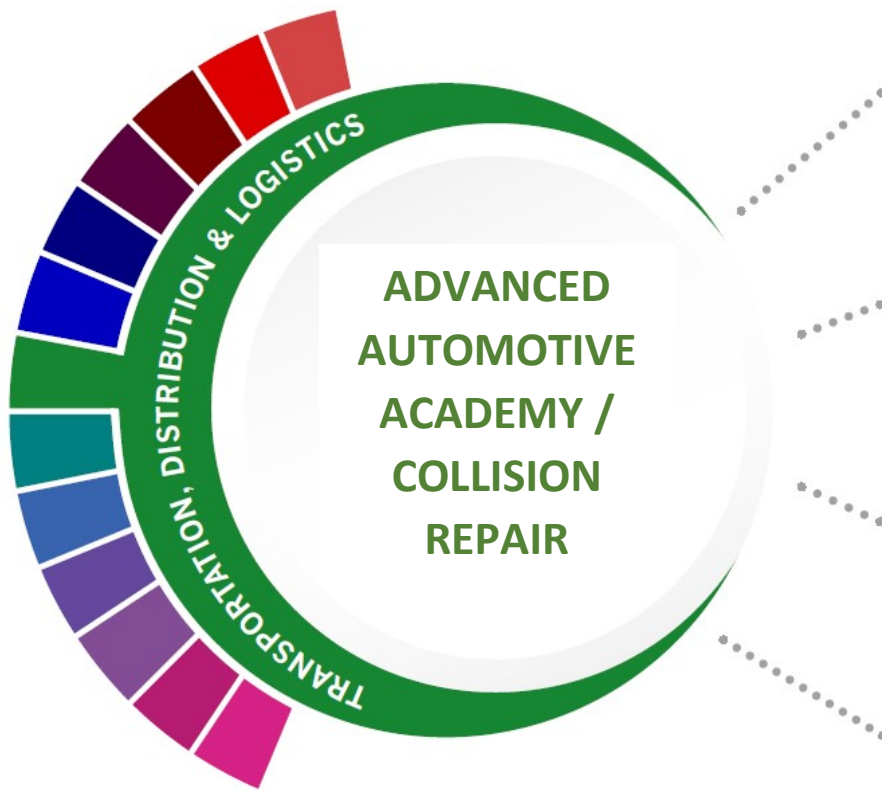 TRANSPORTATION, DISTRIBUTION & LOGISTICS
ADVANCED
AUTOMOTIVE
ACADEMY /
COLLISION
REPAIR